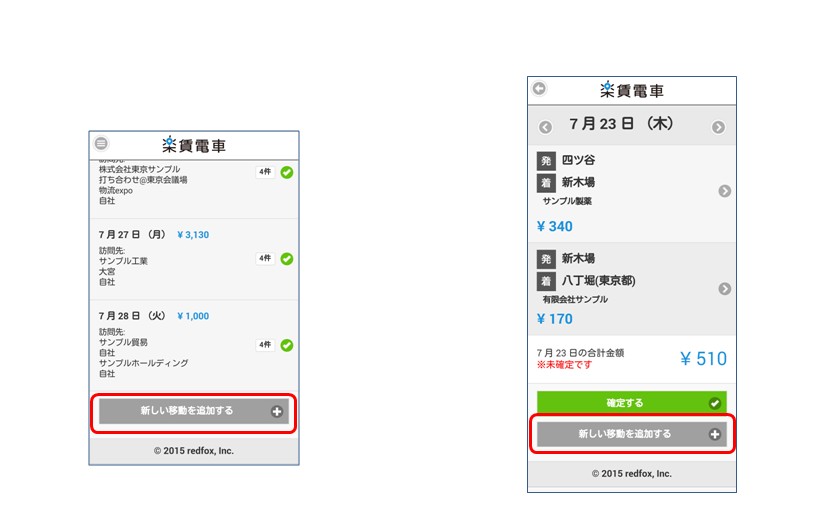 楽賃電車
訪問先:
株式会社東京サンプル
打ち合わせ@東京会議場
物流expo
自社
4件
7月27日（月） ¥3,130
訪問先:
サンプル工業
大宮
自社
4件
7月28日（火） ¥1,000
訪問先:
サンプル貿易
自社
サンプルホールディング
自社
4件
新しい移動を追加する
© 2015 redfox, Inc.
楽賃電車
7月23日（木）
発 四ツ谷
着 新木場
サンプル製薬
¥340
発 新木場
着 八丁堀(東京都)
有限会社サンプル
¥170
7月23日の合計金額
※未確定です
¥510
確定する
新しい移動を追加する
© 2015 redfox, Inc.